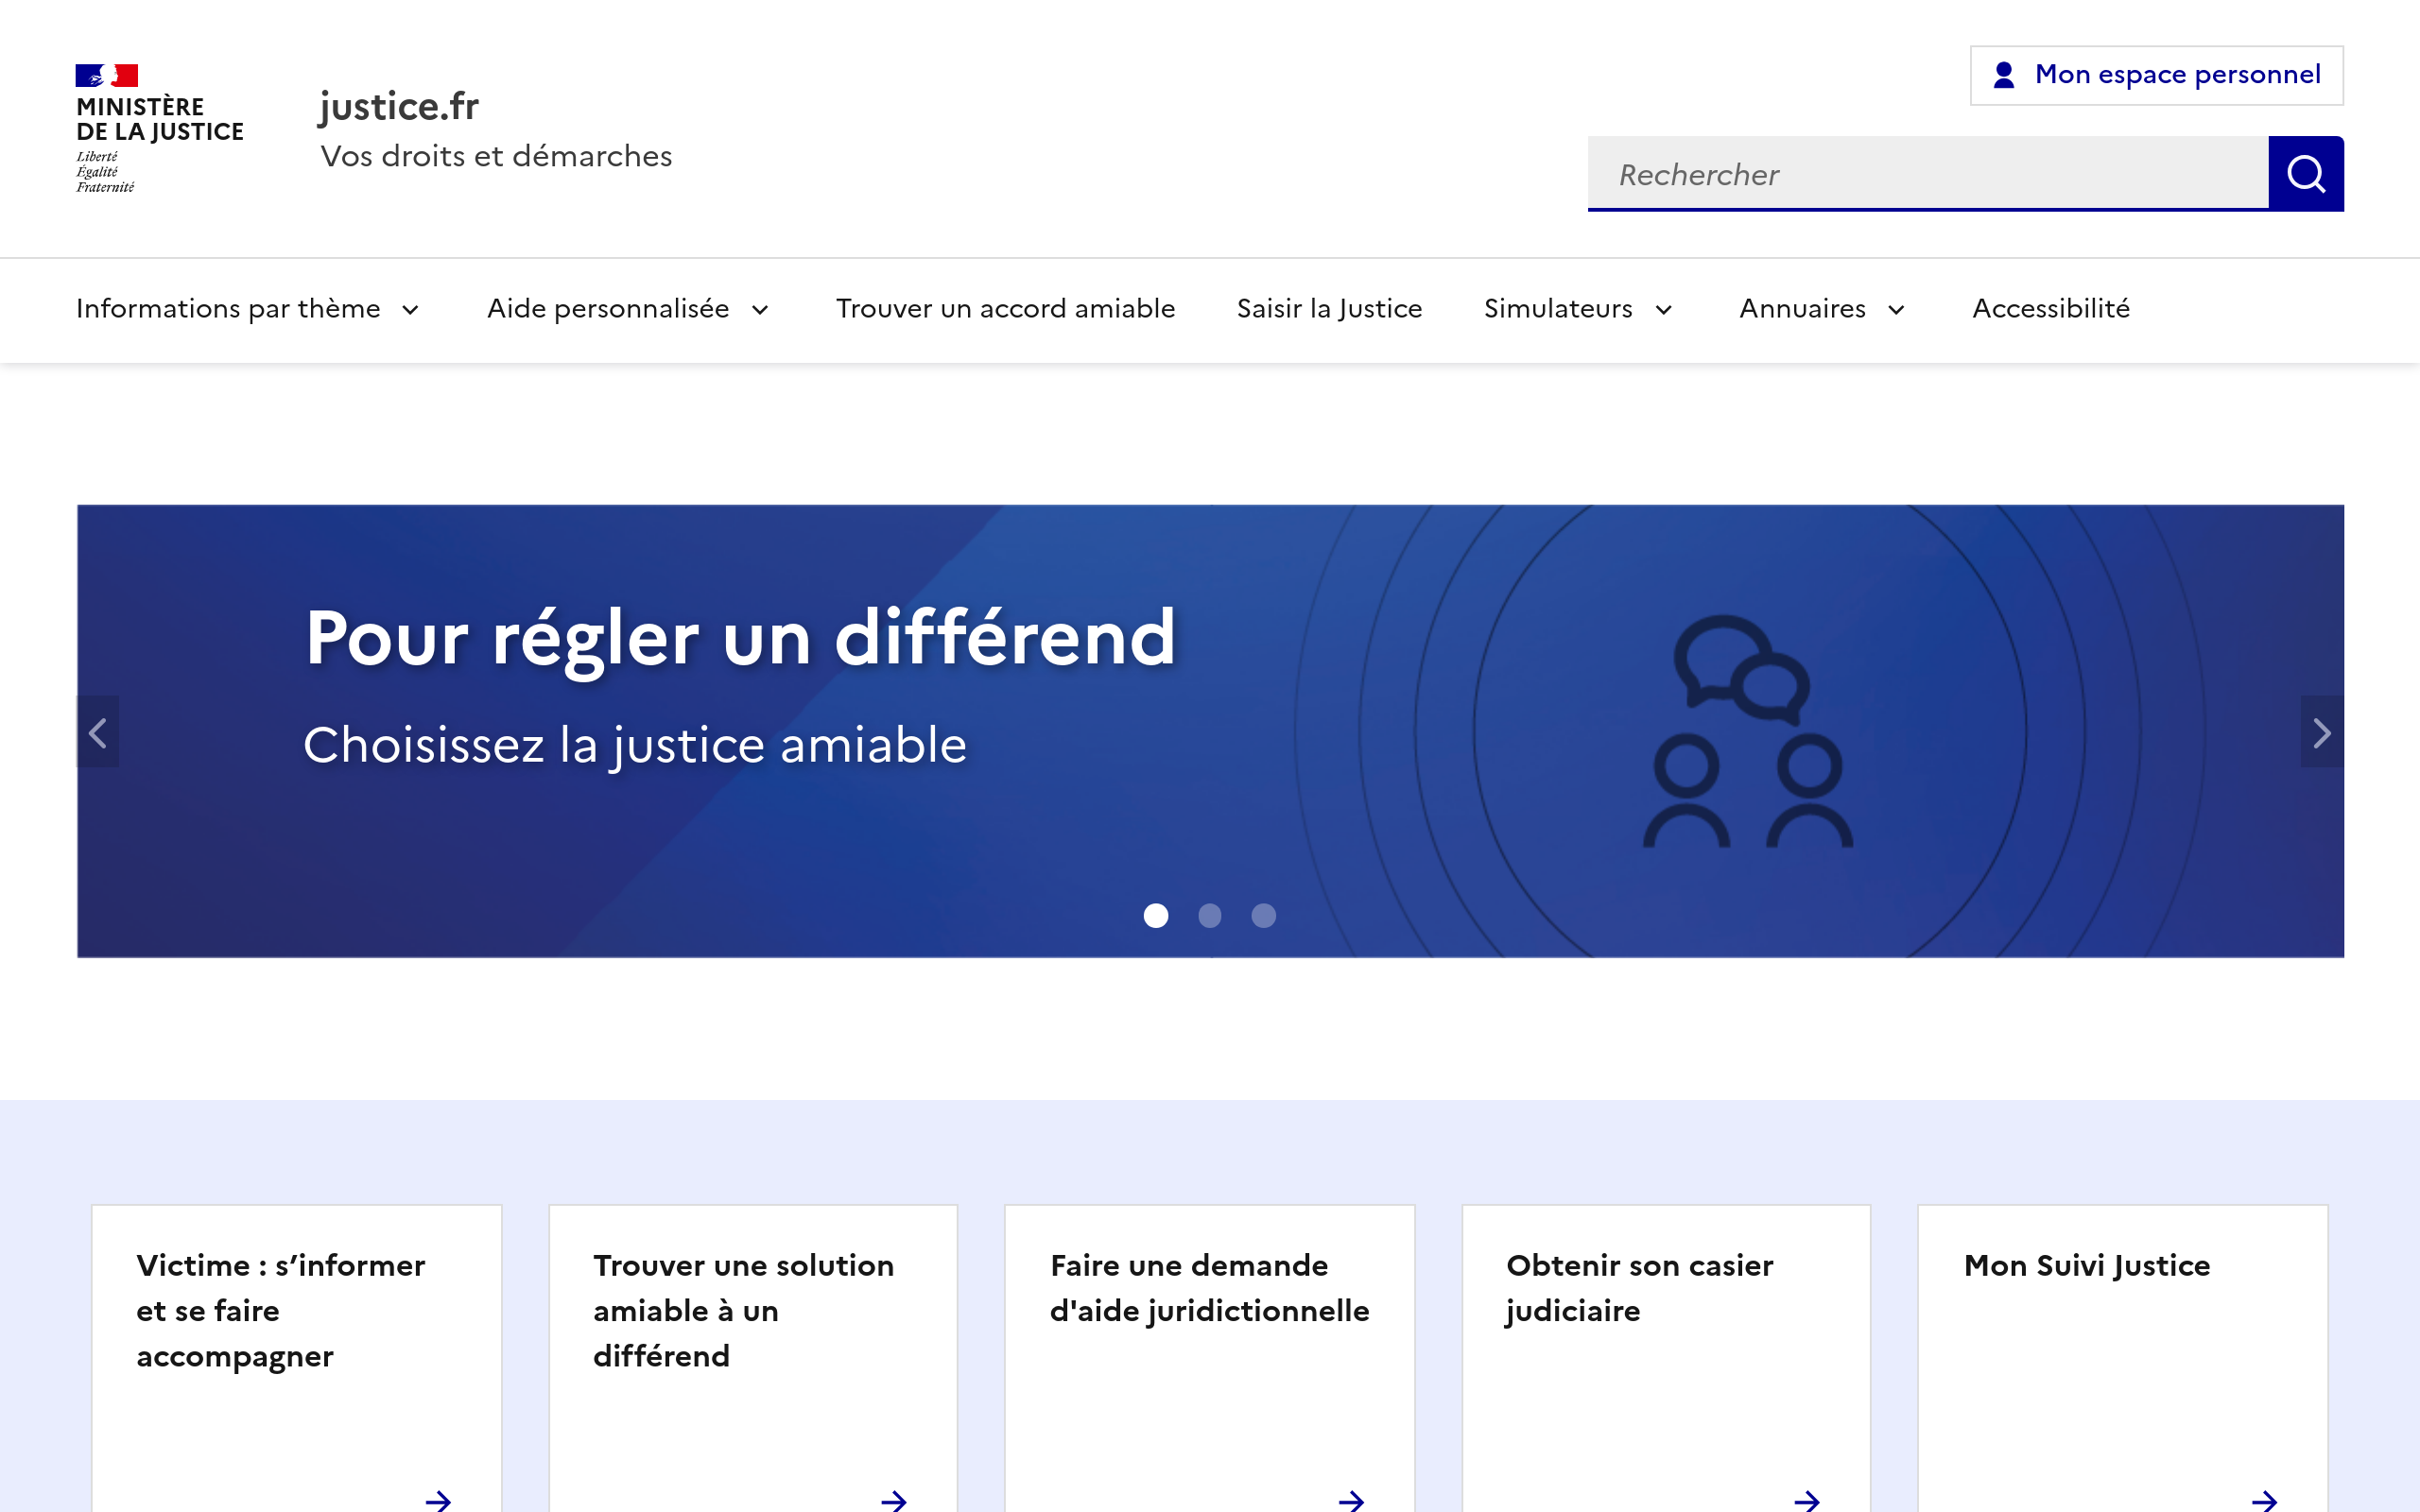 MINISTÈRE
DE LA JUSTICE
Liberté
Égalité
Fraternité
justice.fr
Vos droits et démarches
Mon espace personnel
Rechercher
Informations par thème
Aide personnalisée
Trouver un accord amiable
Saisir la Justice
Simulateurs
Annuaires
Accessibilité
Pour régler un différend
Choisissez la justice amiable
Victime : s’informer
et se faire
accompagner
Trouver une solution
amiable à un
différend
Faire une demande
d'aide juridictionnelle
Obtenir son casier
judiciaire
Mon Suivi Justice